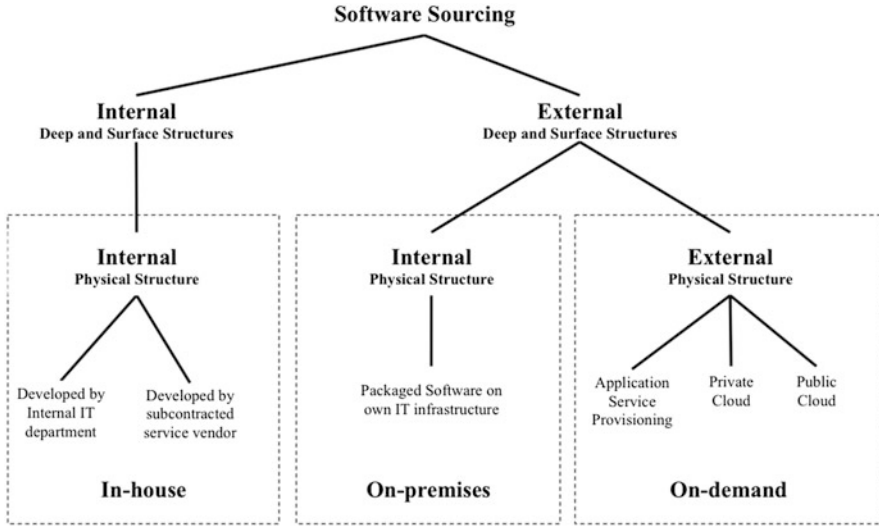 Software Sourcing
Internal
Deep and Surface Structures
External
Deep and Surface Structures
Internal
Physical Structure
Internal
Physical Structure
External
Physical Structure
Developed by
Internal IT
department
Developed by
subcontracted
service vendor
Packaged Software on
own IT infrastructure
Application
Service
Provisioning
Private
Cloud
Public
Cloud
In-house
On-premises
On-demand